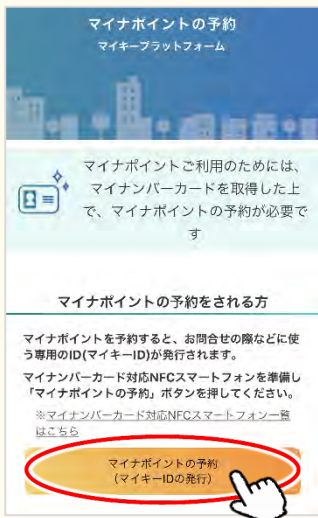 マイナポイントの予約
マイキープラットフォーム
マイナポイントご利用のためには、
マイナンバーカードを取得した上
で、マイナポイントの予約が必要で
す
マイナポイントの予約をされる方
マイナポイントを予約すると、お問合せの際などに使
う専用のID(マイキーID)が発行されます。
マイナンバーカード対応NFCスマートフォンを準備し
「マイナポイントの予約」ボタンを押してください。
※マイナンバーカード対応NFCスマートフォン一覧
はこちら
マイナポイントの予約
(マイキーIDの発行)